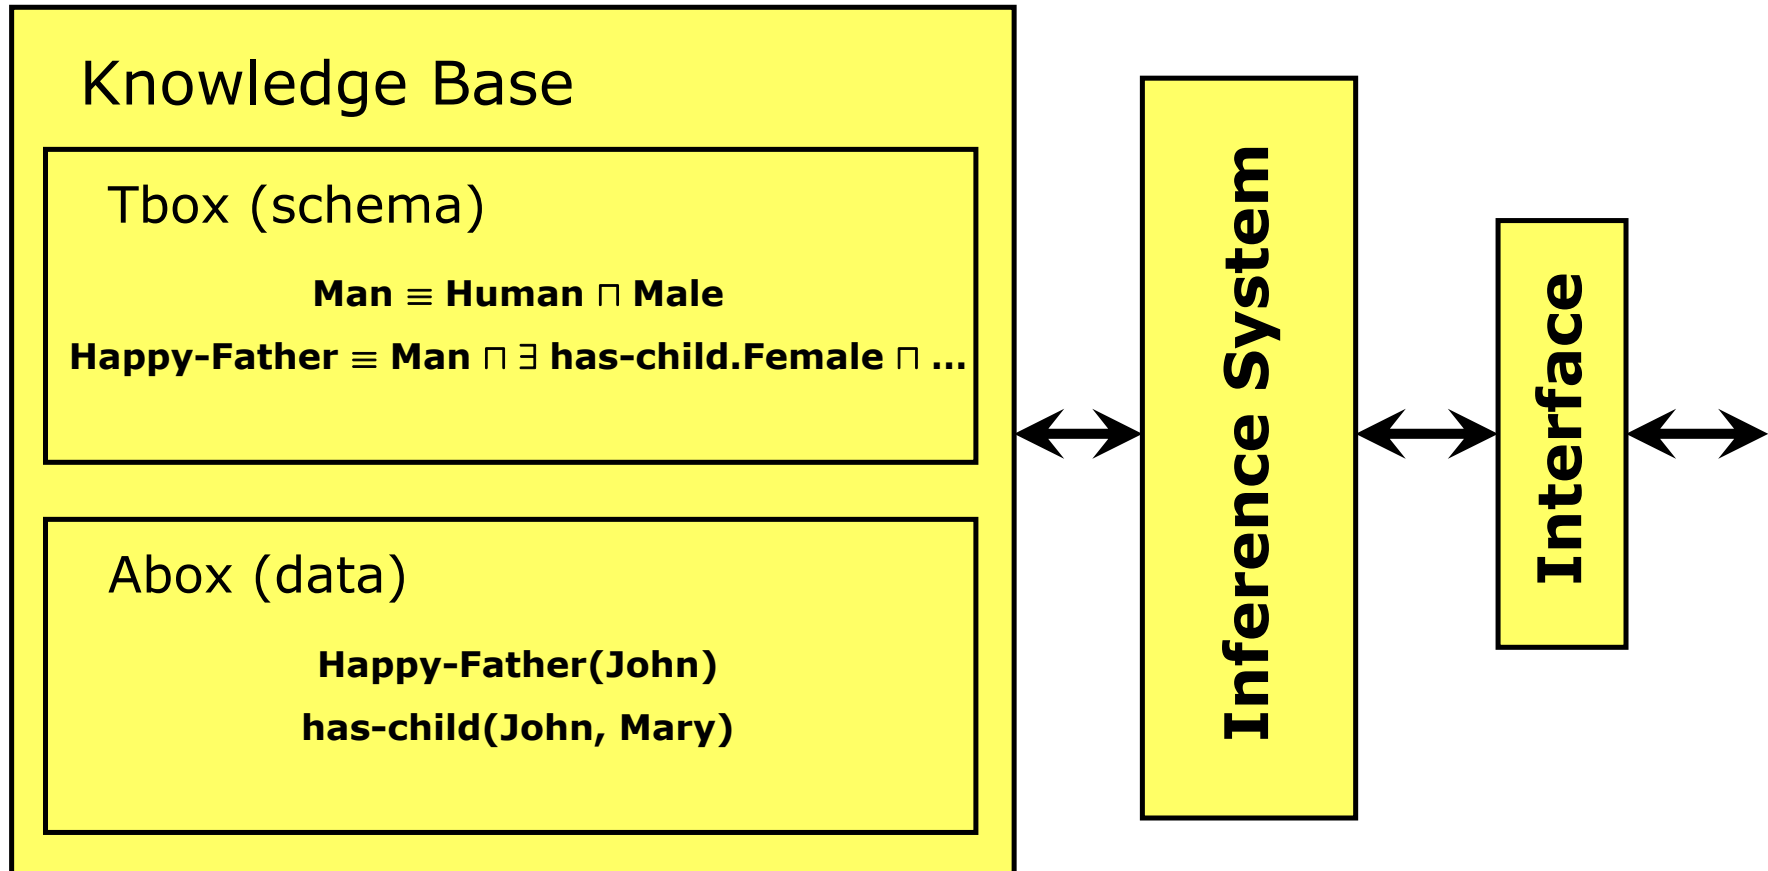 Knowledge Base
Tbox (schema)
Man ≡ Human ⊓ Male
Happy-Father ≡ Man ⊓ ∃ has-child.Female ⊓ ...
Abox (data)
Happy-Father(John)
has-child(John, Mary)
Inference System
Interface